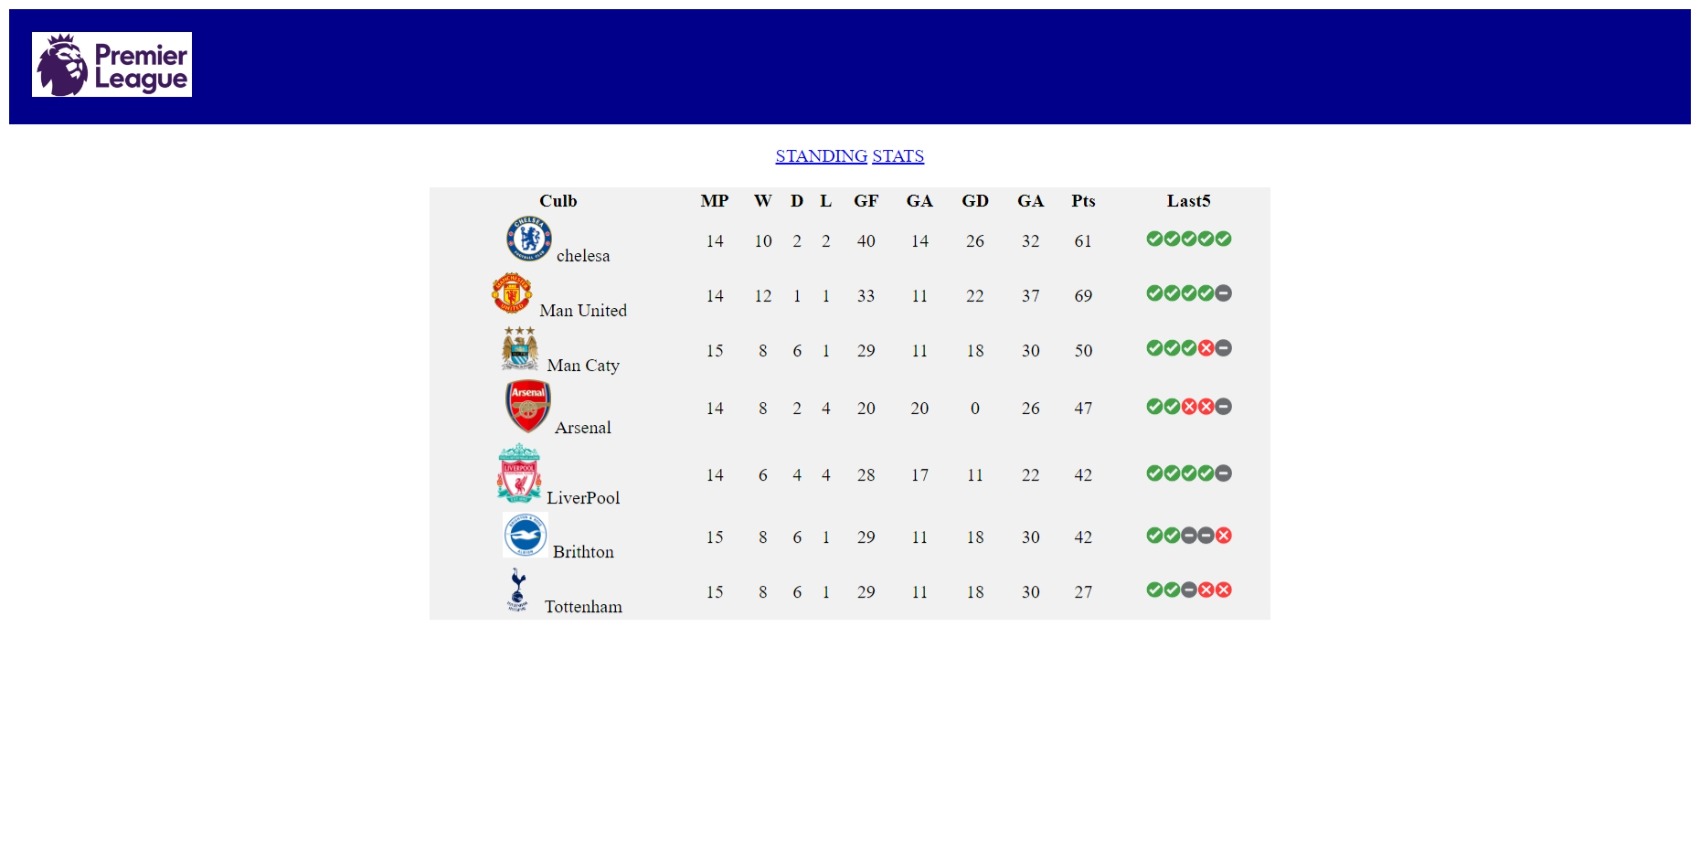 Premier
League
STANDING STATS
Culb MP W D L GF GA GD GA Pts Last5
chelesa 14 10 2 2 40 14 26 32 61
Man United 14 12 1 1 33 11 22 37 69
Man Caty 15 8 6 1 29 11 18 30 50
Arsenal
Arsenal 14 8 2 4 20 20 0 26 47
LIVERPOOL
LiverPool 14 6 4 4 28 17 11 22 42
Brithton 15 8 6 1 29 11 18 30 42
Tottenham 15 8 6 1 29 11 18 30 27